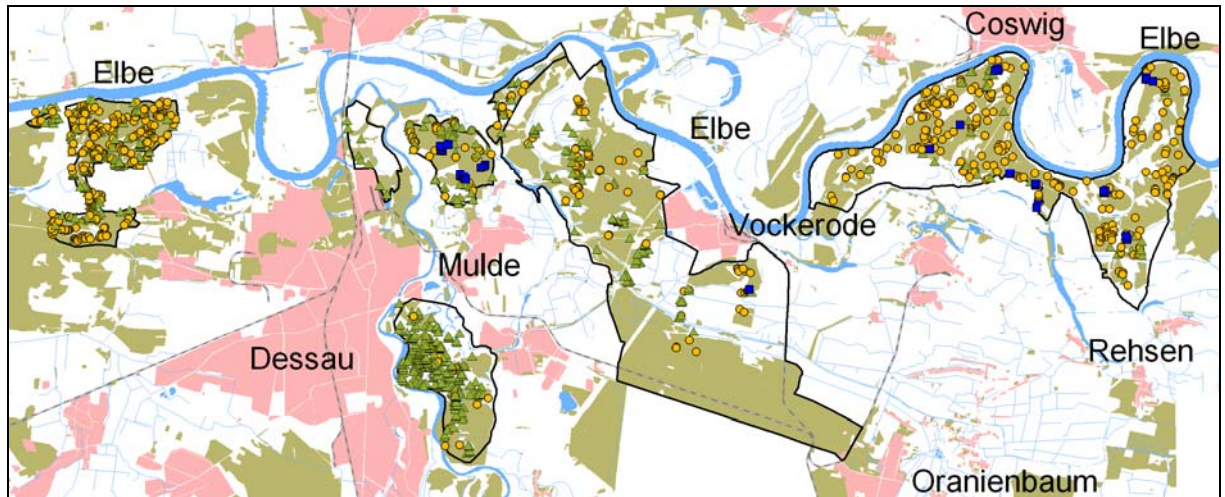 Coswig
Elbe
Elbe
Elbe
Vockerode
Mulde
Dessau
Rehsen
Oranienbaum